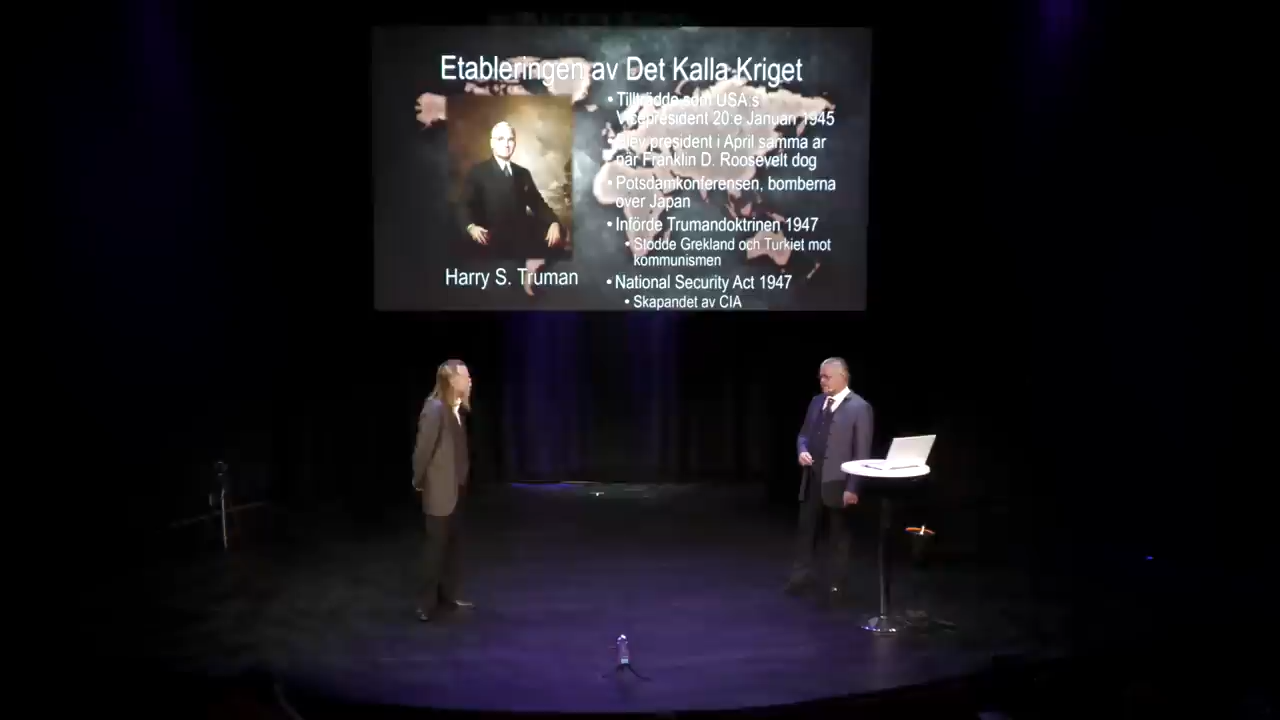 Etableringen av Det Kalla Kriget
• Tillträdde som USA:s
Vicepresident 20:e Januari 1945
Blev president i April samma år
när Franklin D. Roosevelt dog
• Potsdamkonferensen, bomberna
över Japan
• Införde Trumandoktrinen 1947
• Stödde Grekland och Turkiet mot
kommunismen
• National Security Act 1947
• Skapandet av CIA
Harry S. Truman